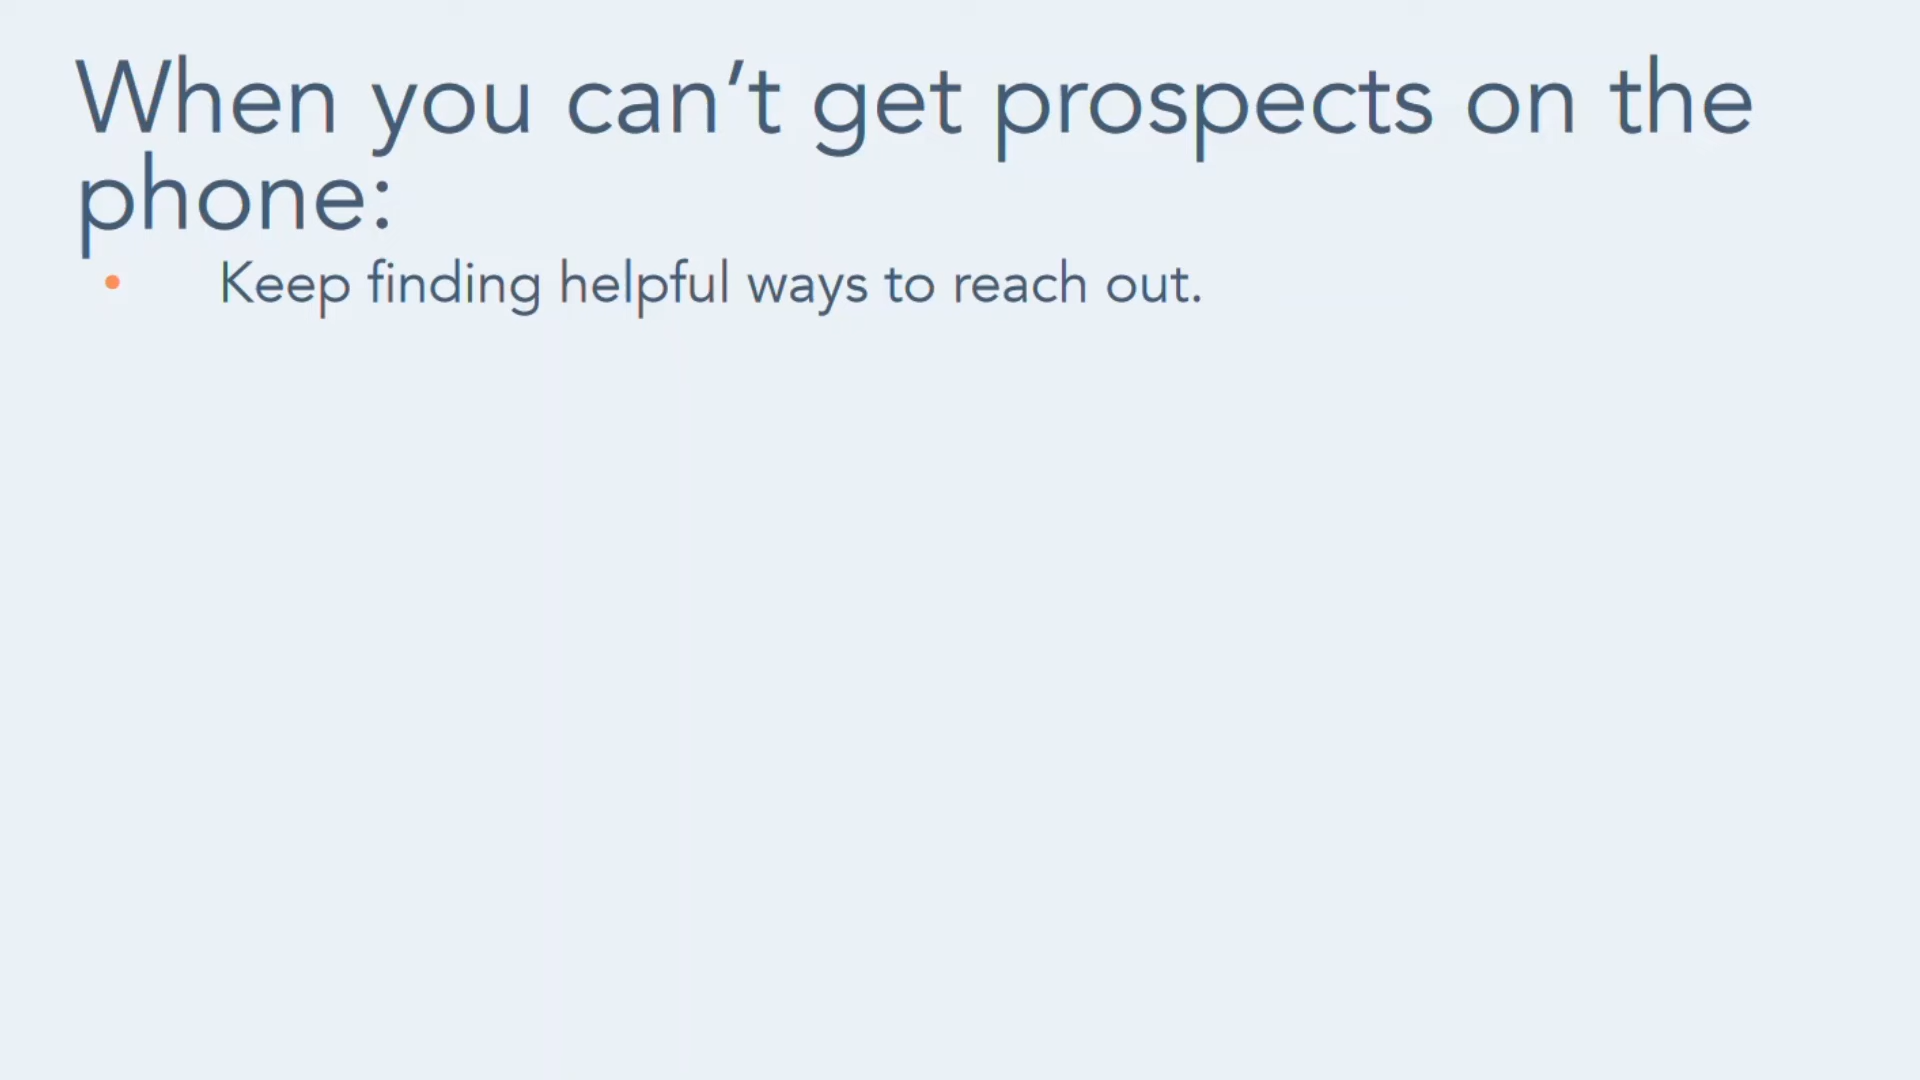 When you can’t get prospects on the
phone:
• Keep finding helpful ways to reach out.